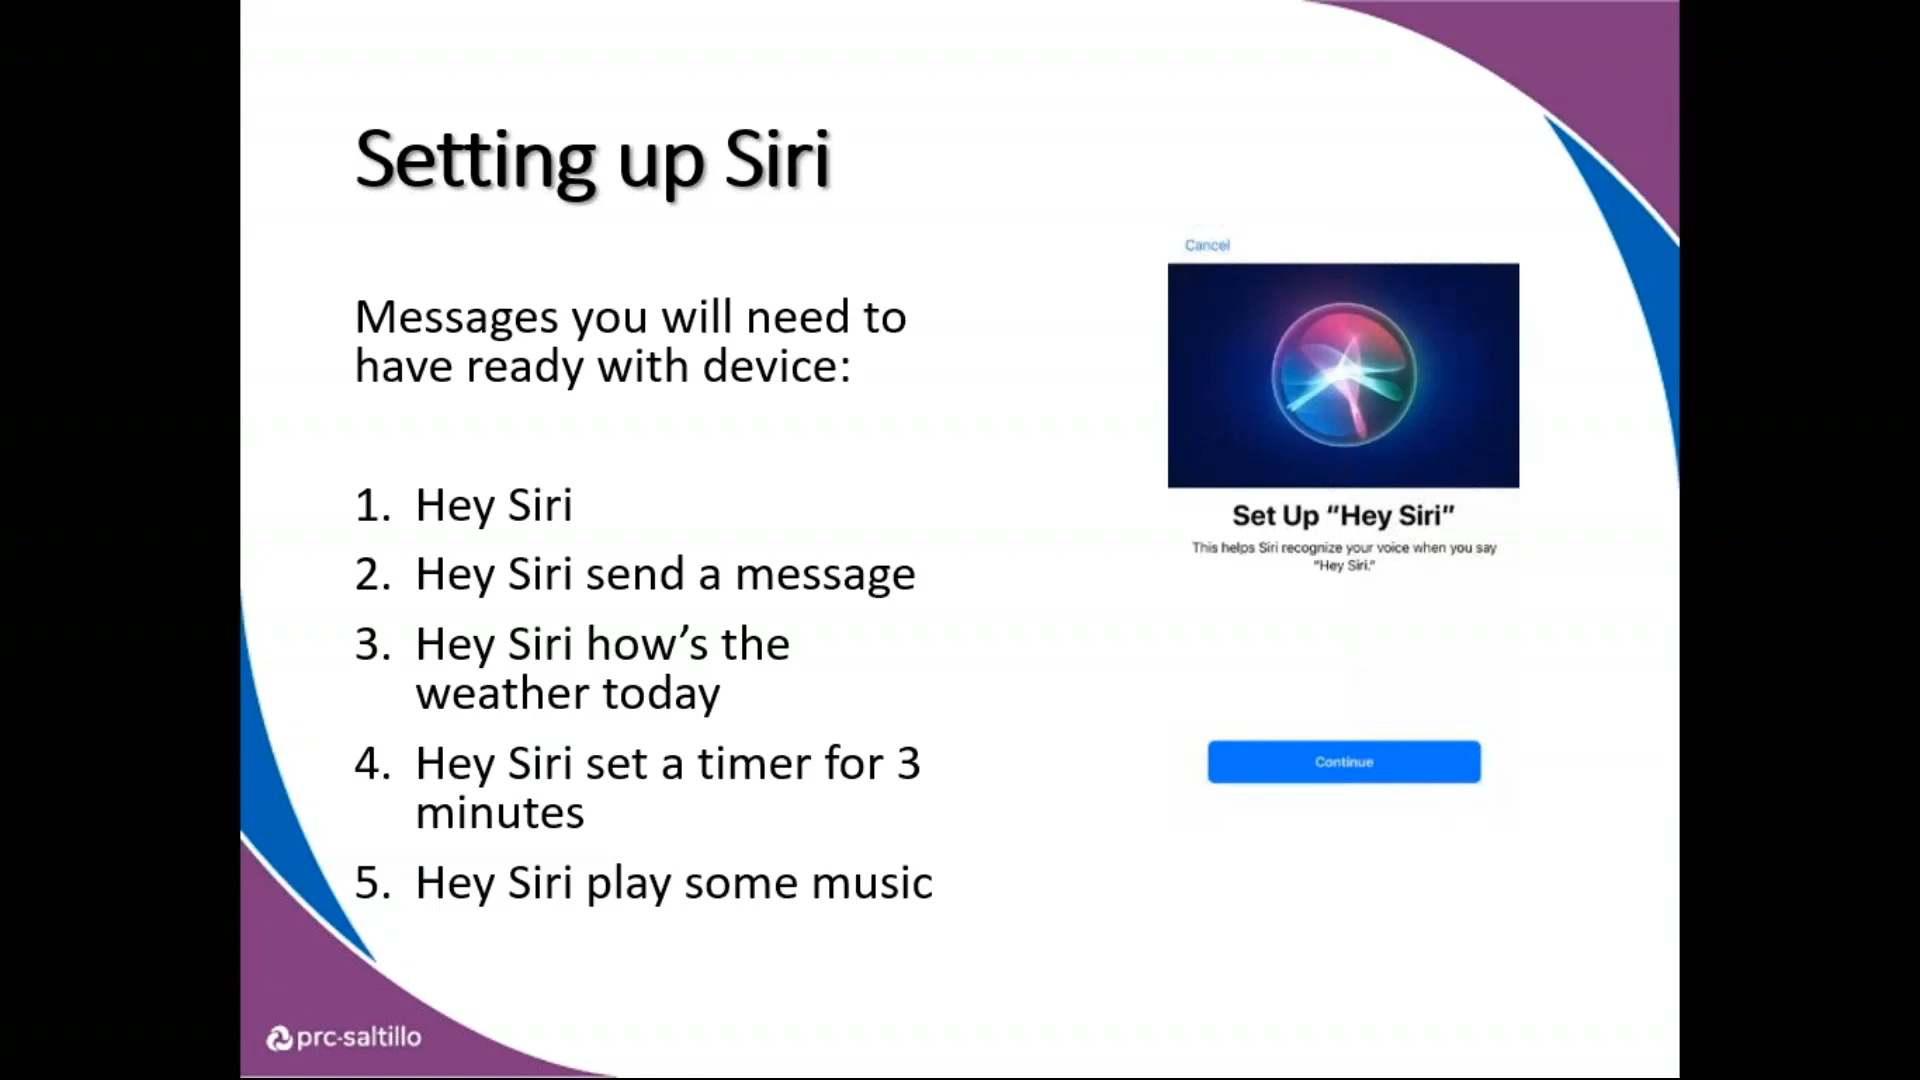 Setting up Siri
Messages you will need to
have ready with device:
1. Hey Siri
2. Hey Siri send a message
3. Hey Siri how’s the
weather today
4. Hey Siri set a timer for 3
minutes
5. Hey Siri play some music
Cancel
Set Up “Hey Siri”
This helps Siri recognize your voice when you say
“Hey Siri.”
Continue
prc-saltillo